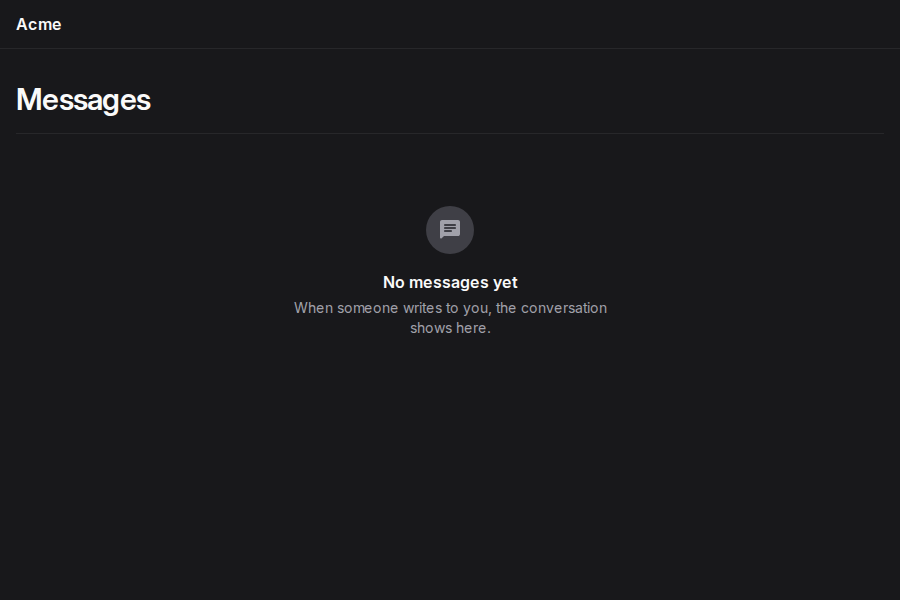 Acme
Messages
No messages yet
When someone writes to you, the conversation
shows here.